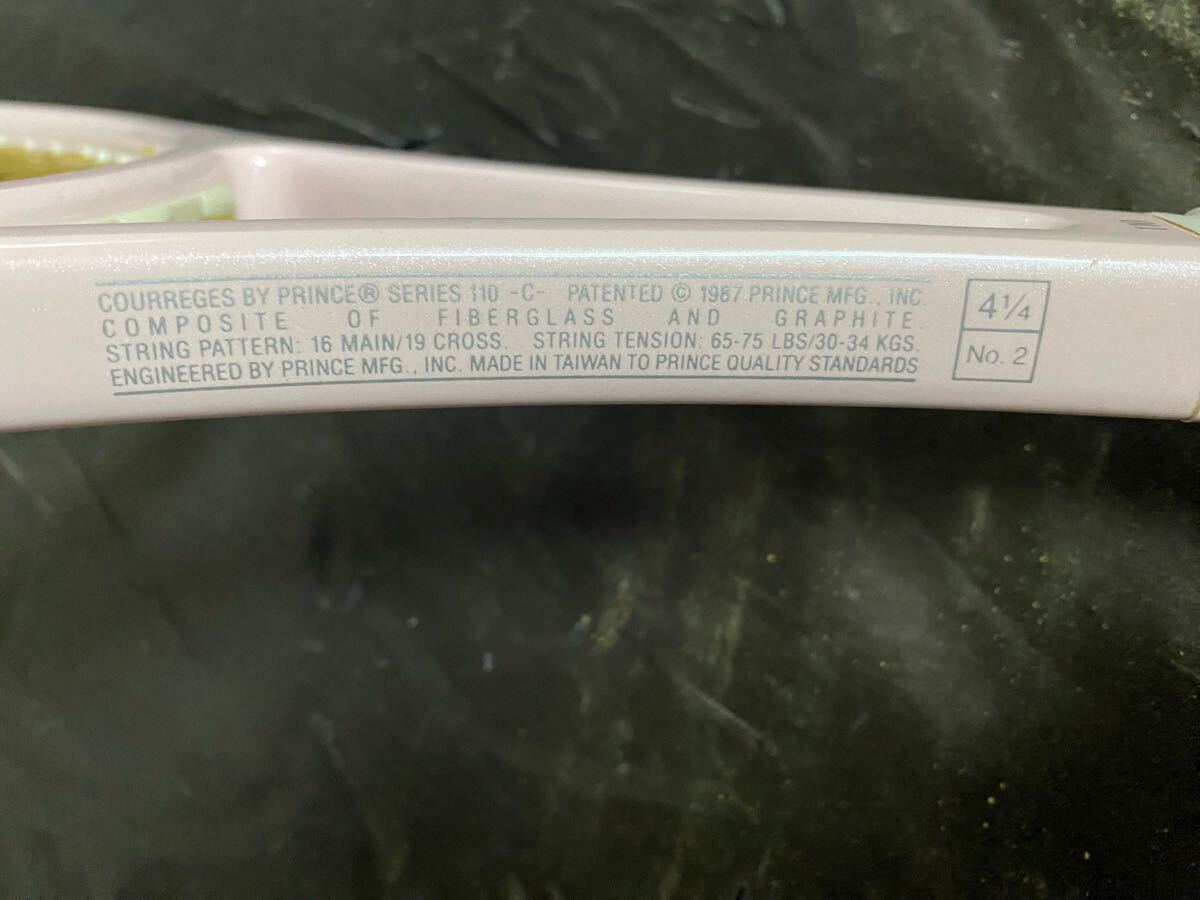 COURREGES BY PRINCE® SERIES 110 -C- PATENTED © 1987 PRINCE MFG., INC.
COMPOSITE OF FIBERGLASS AND GRAPHITE.
STRING PATTERN: 16 MAIN/19 CROSS. STRING TENSION: 65-75 LBS/30-34 KGS.
ENGINEERED BY PRINCE MFG., INC. MADE IN TAIWAN TO PRINCE QUALITY STANDARDS
4 1/4
No. 2